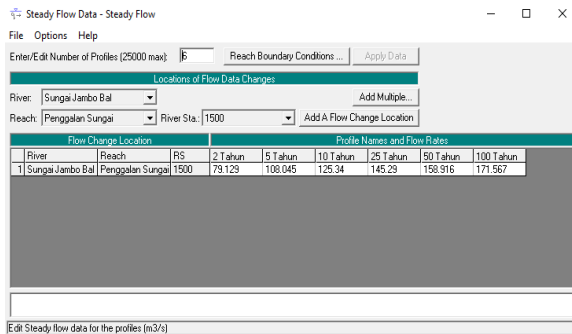 Steady Flow Data - Steady Flow
File Options Help
Enter/Edit Number of Profiles (25000 max): 6 Reach Boundary Conditions ... Apply Data
Locations of Flow Data Changes
River: Sungai Jambo Bal Add Multiple...
Reach: Penggalan Sungai River Sta.: 1500 Add A Flow Change Location
Flow Change Location Profile Names and Flow Rates
River Reach RS 2 Tahun 5 Tahun 10 Tahun 25 Tahun 50 Tahun 100 Tahun
1 Sungai Jambo Bal Penggalan Sungai 1500 79.129 108.045 125.34 145.29 158.916 171.567
Edit Steady flow data for the profiles (m3/s)